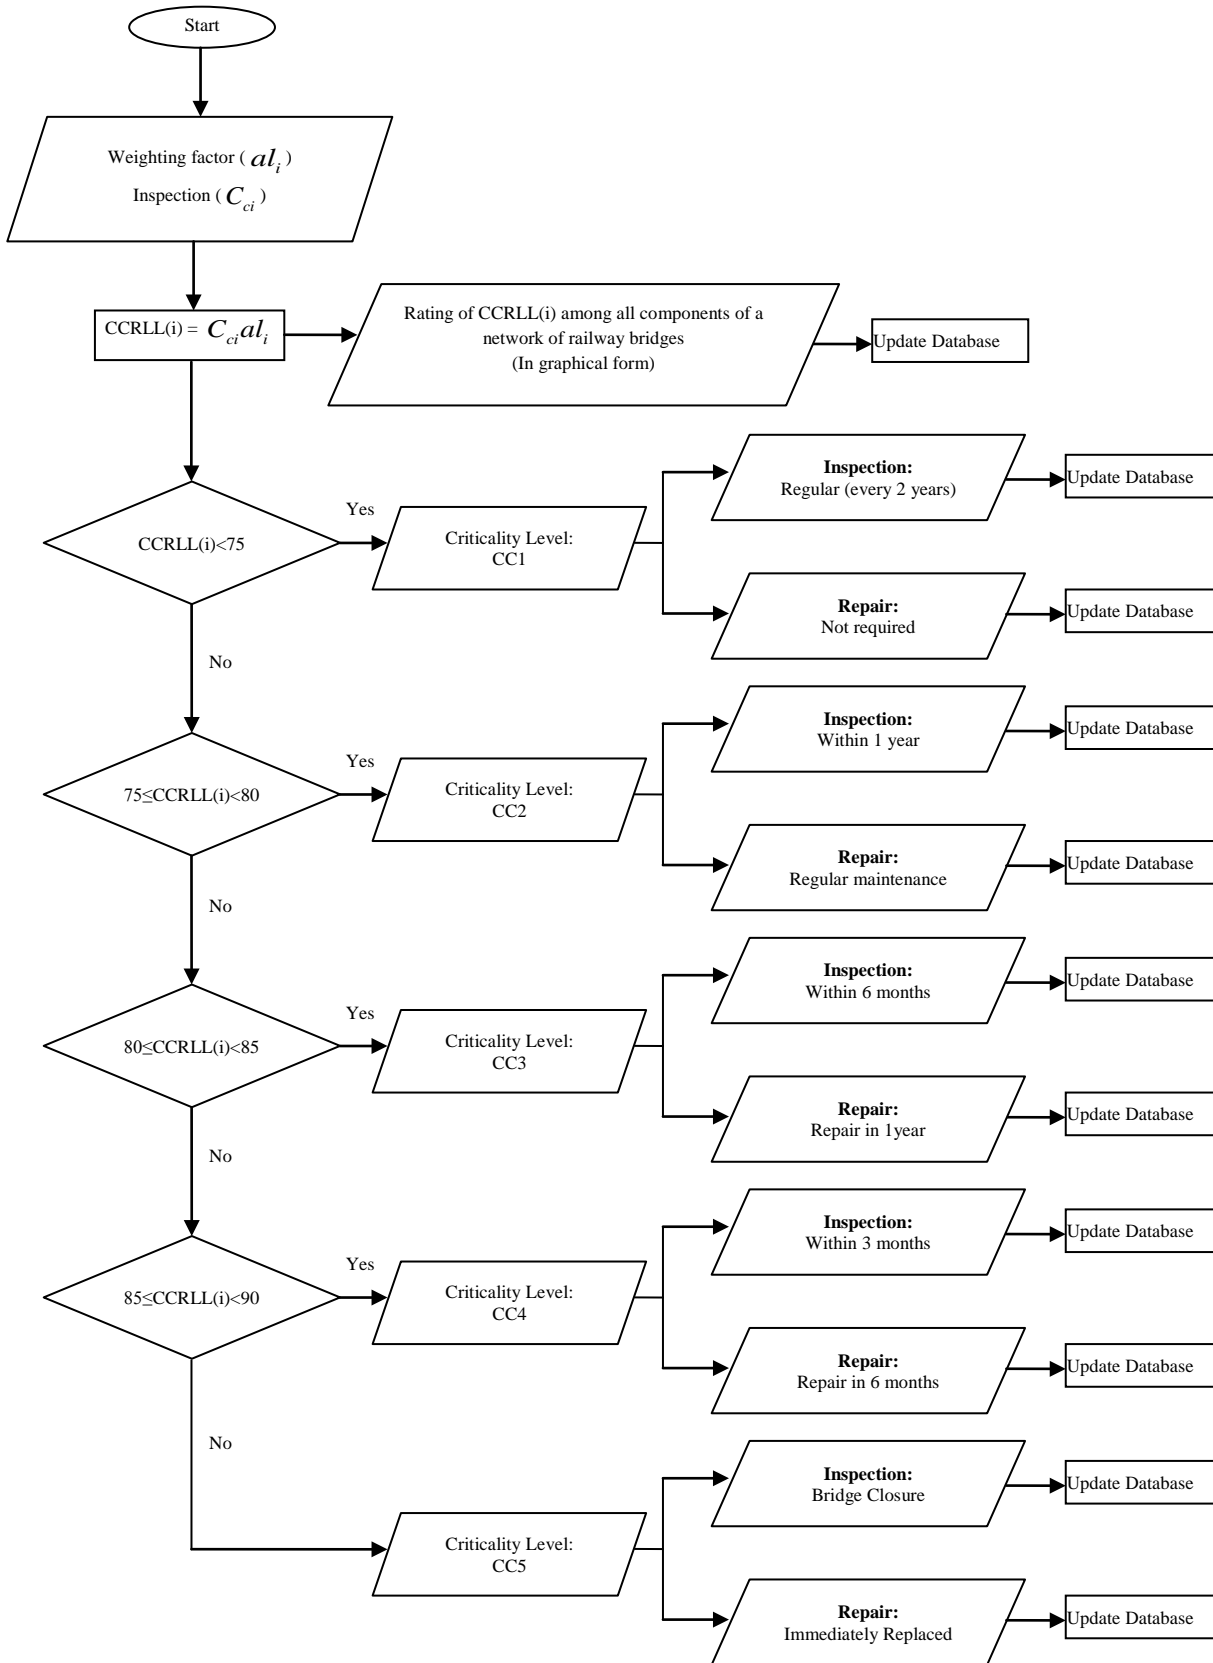 Start
Weighting factor ( al_i )
Inspection ( C_ci )
CCRLL(i) = C_ci al_i
Rating of CCRLL(i) among all components of a
network of railway bridges
(In graphical form)
Update Database
CCRLL(i)<75
Yes
No
Criticality Level:
CC1
Inspection:
Regular (every 2 years)
Update Database
Repair:
Not required
Update Database
75≤CCRLL(i)<80
Yes
No
Criticality Level:
CC2
Inspection:
Within 1 year
Update Database
Repair:
Regular maintenance
Update Database
80≤CCRLL(i)<85
Yes
No
Criticality Level:
CC3
Inspection:
Within 6 months
Update Database
Repair:
Repair in 1year
Update Database
85≤CCRLL(i)<90
Yes
No
Criticality Level:
CC4
Inspection:
Within 3 months
Update Database
Repair:
Repair in 6 months
Update Database
Criticality Level:
CC5
Inspection:
Bridge Closure
Update Database
Repair:
Immediately Replaced
Update Database